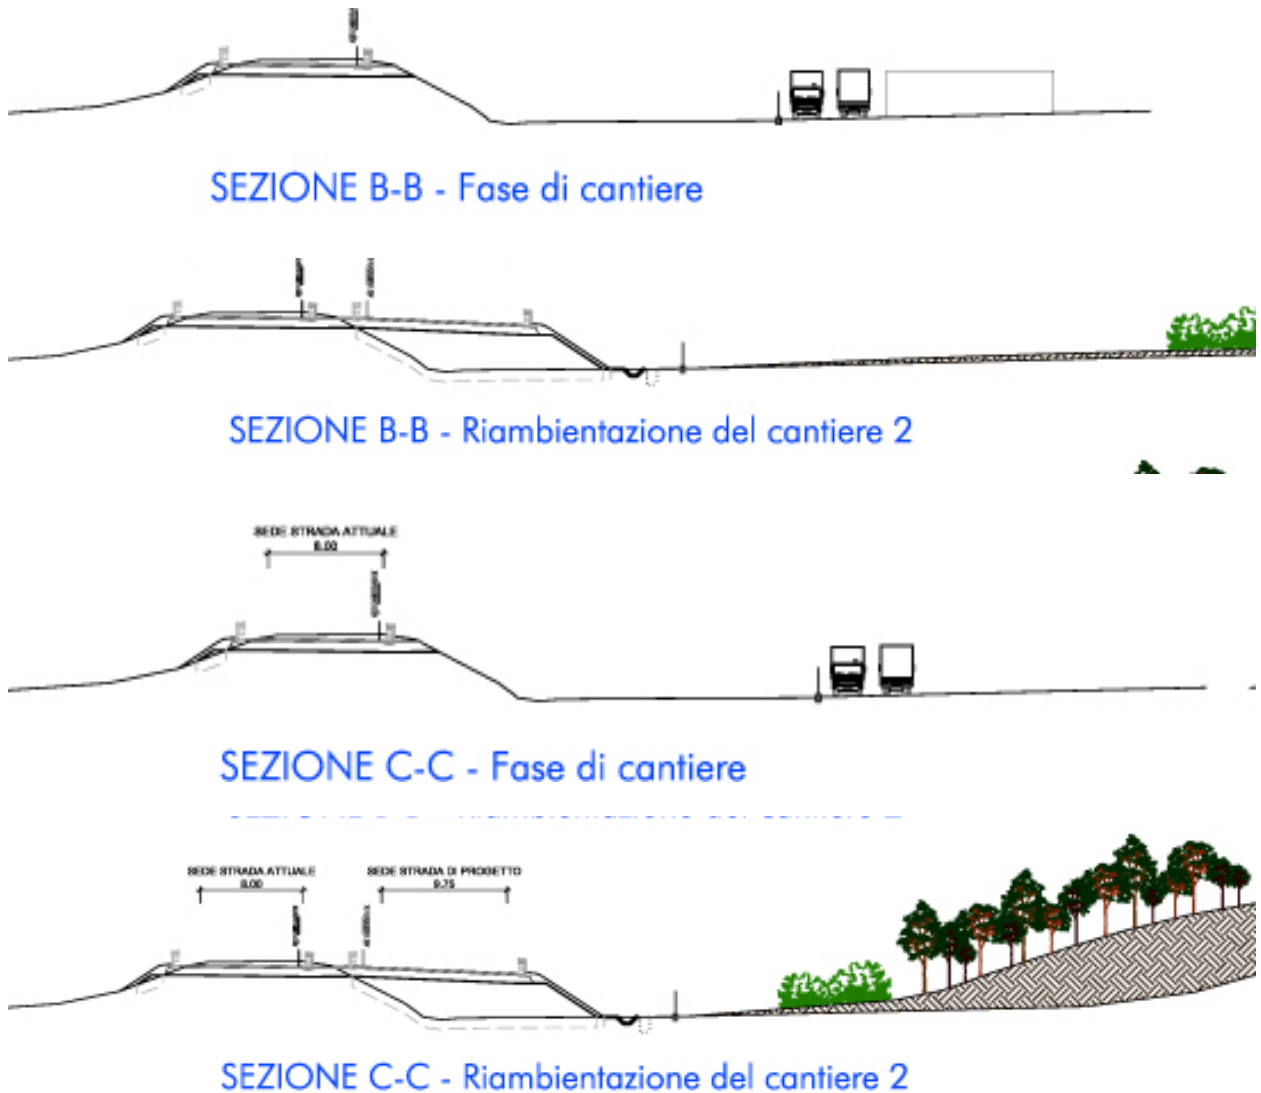 SEZIONE B-B - Fase di cantiere
SEZIONE B-B - Riambientazione del cantiere 2
SEDE STRADA ATTUALE
8.00
SEZIONE C-C - Fase di cantiere
SEDE STRADA ATTUALE
8.00
SEDE STRADA DI PROGETTO
9.75
SEZIONE C-C - Riambientazione del cantiere 2